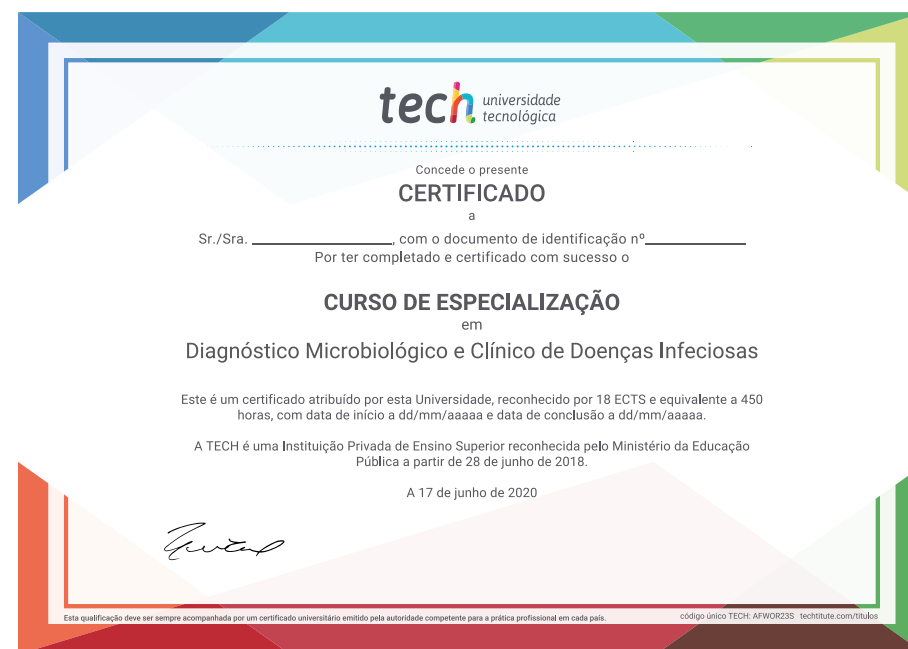 tech universidade
tecnológica
Concede o presente
CERTIFICADO
a
Sr./Sra. ____________, com o documento de identificação nº_________
Por ter completado e certificado com sucesso o
CURSO DE ESPECIALIZAÇÃO
em
Diagnóstico Microbiológico e Clínico de Doenças Infeciosas
Este é um certificado atribuído por esta Universidade, reconhecido por 18 ECTS e equivalente a 450
horas, com data de início a dd/mm/aaaaa e data de conclusão a dd/mm/aaaaa.
A TECH é uma Instituição Privada de Ensino Superior reconhecida pelo Ministério da Educação
Pública a partir de 28 de junho de 2018.
A 17 de junho de 2020
Esta qualificação deve ser sempre acompanhada por um certificado universitário emitido pela autoridade competente para a prática profissional em cada país.
código único TECH: AFWOR23S techtitute.com/titulos